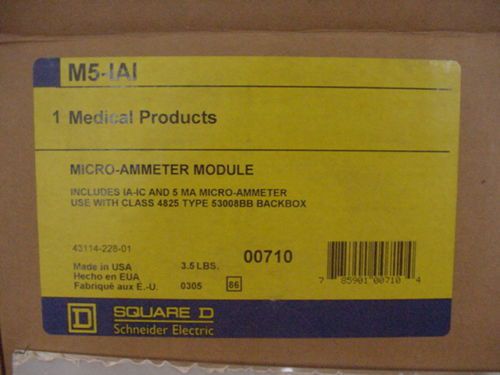 M5-IAI
1 Medical Products
MICRO-AMMETER MODULE
INCLUDES IA-IC AND 5 MA MICRO-AMMETER
USE WITH CLASS 4825 TYPE 53008BB BACKBOX
43114-228-01
00710
Made in USA 3.5 LBS.
Hecho en EUA
Fabriqué aux É.-U. 0305 86
7 85901 00710 4
D SQUARE D
Schneider Electric